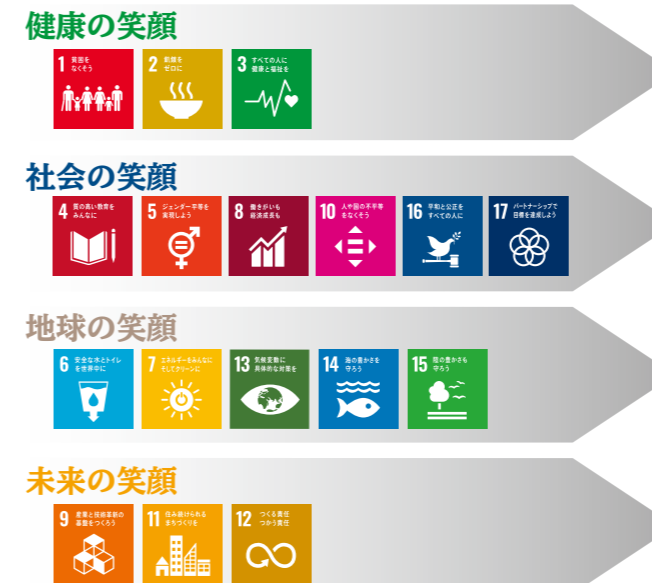 健康の笑顔
1 貧困を
なくそう
2 飢餓を
ゼロに
3 すべての人に
健康と福祉を
社会の笑顔
4 質の高い教育を
みんなに
5 ジェンダー平等を
実現しよう
8 働きがいも
経済成長も
10 人や国の不平等
をなくそう
16 平和と公正を
すべての人に
17 パートナーシップで
目標を達成しよう
地球の笑顔
6 安全な水とトイレ
を世界中に
7 エネルギーをみんなに
そしてクリーンに
13 気候変動に
具体的な対策を
14 海の豊かさを
守ろう
15 陸の豊かさも
守ろう
未来の笑顔
9 産業と技術革新の
基盤をつくろう
11 住み続けられる
まちづくりを
12 つくる責任
つかう責任